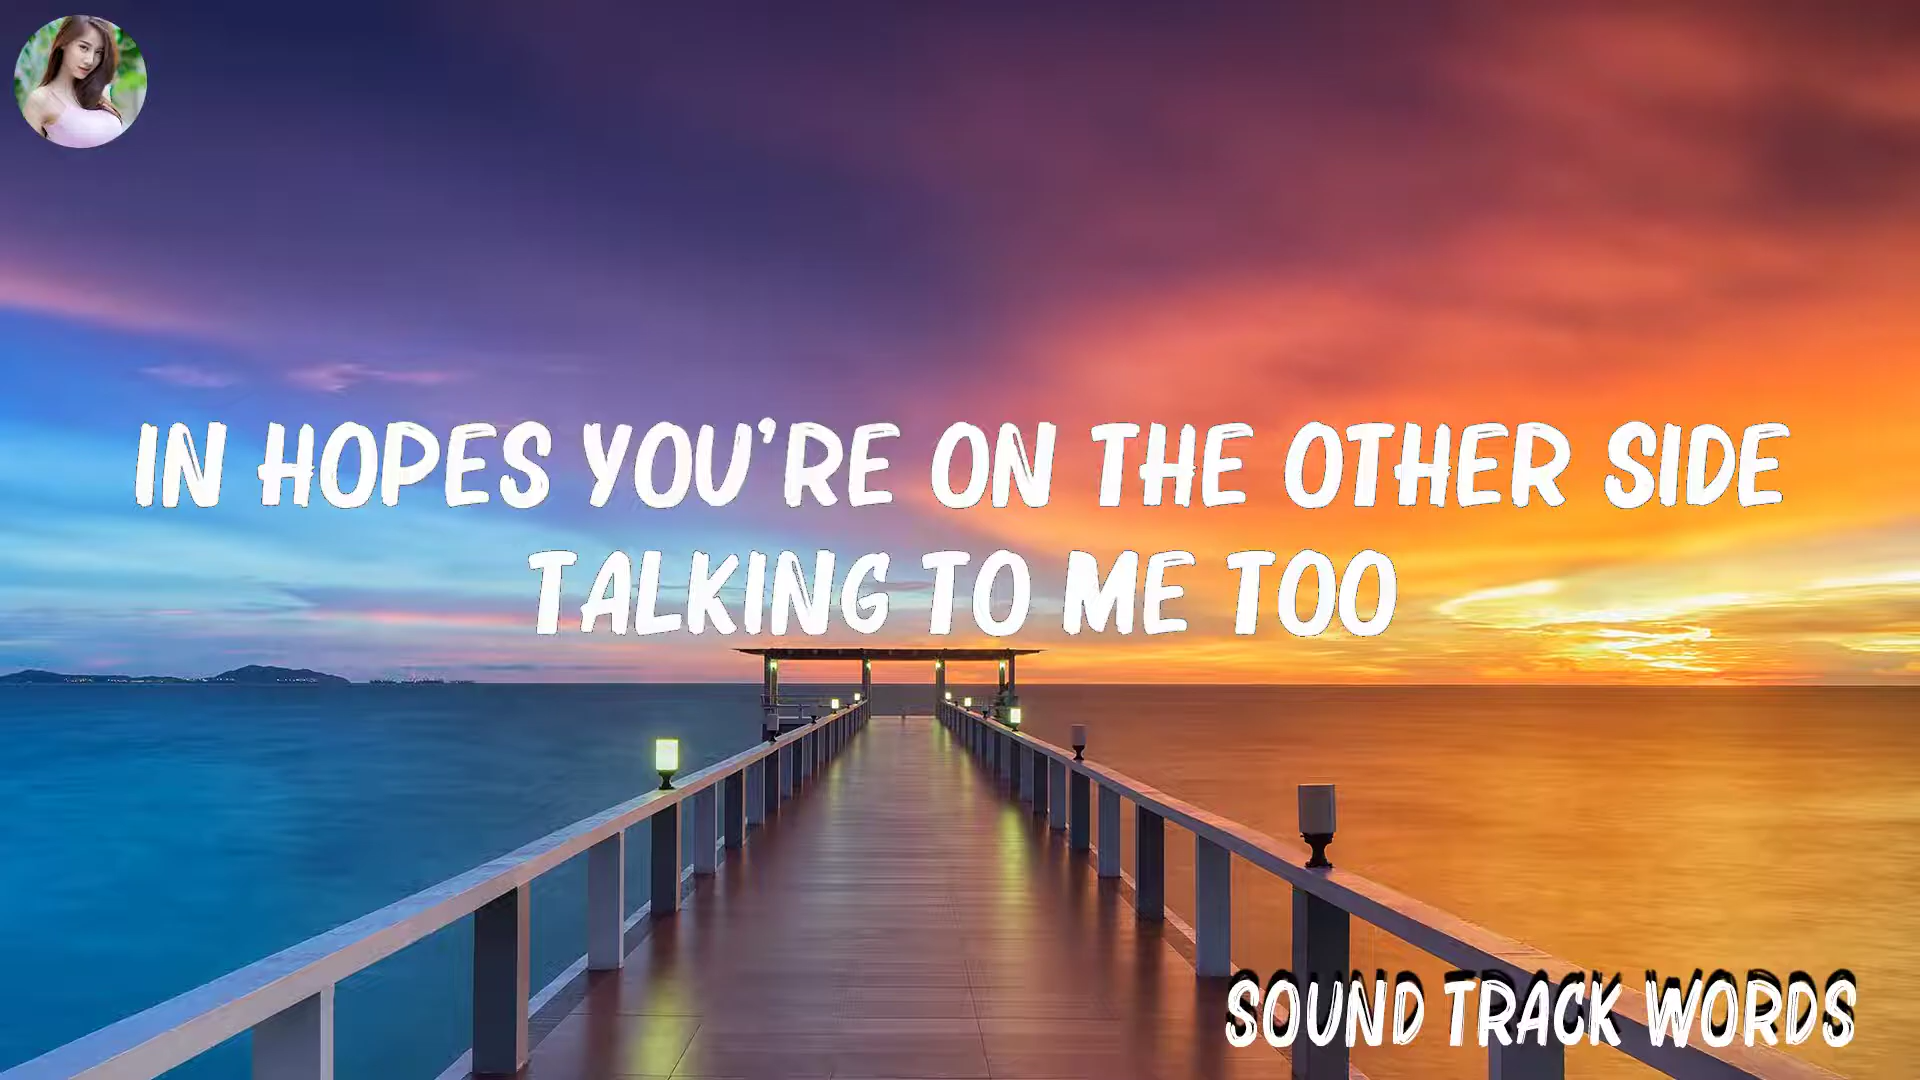 IN HOPES YOU'RE ON THE OTHER SIDE
TALKING TO ME TOO
SOUND TRACK WORDS